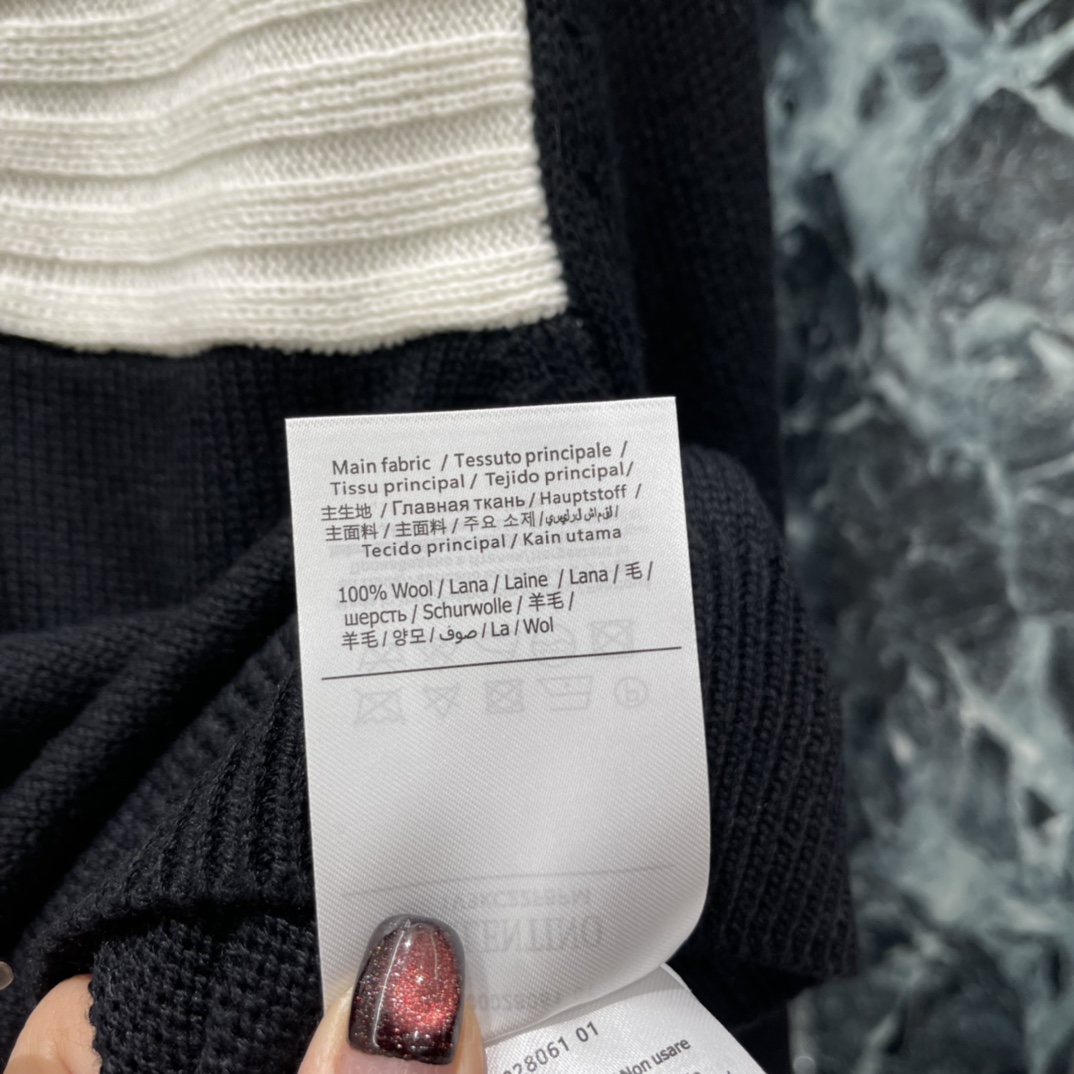 Main fabric / Tessuto principale /
Tissu principal / Tejido principal/
主生地 / Главная ткань / Hauptstoff /
主面料 / 主面料 / 주요 소제 /
Tecido principal / Kain utama
100% Wool / Lana / Laine / Lana / 毛 /
шерсть / Schurwolle / 羊毛 /
羊毛 / 양모 / صوف / La / Wol
28061 01
Non usare